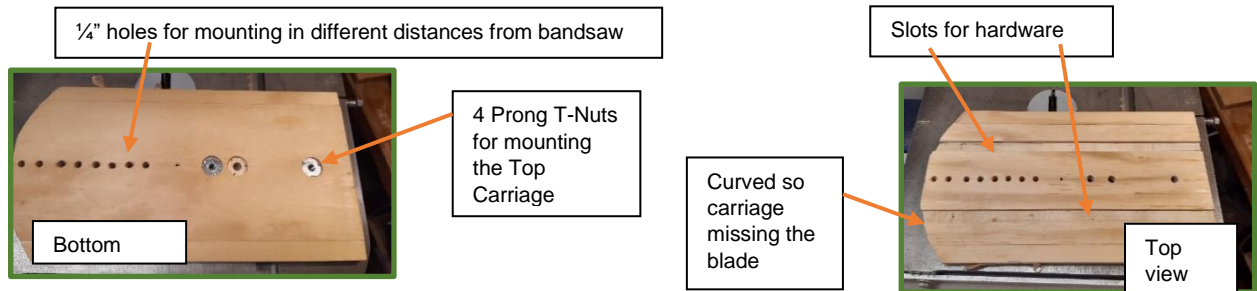 ¼” holes for mounting in different distances from bandsaw
4 Prong T-Nuts
for mounting
the Top
Carriage
Bottom
Slots for hardware
Curved so
carriage
missing the
blade
Top
view